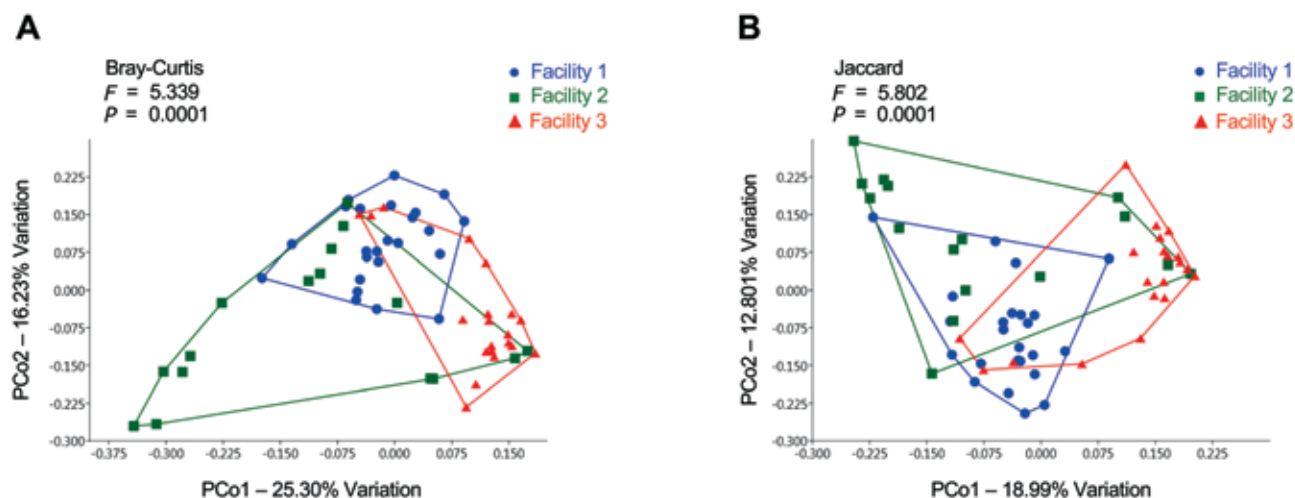 A
Bray-Curtis
F = 5.339
P = 0.0001
Facility 1
Facility 2
Facility 3
PCo2 – 16.23% Variation
0.225
0.150
0.075
0.000
-0.075
-0.150
-0.225
-0.300
-0.375
-0.300
-0.225
-0.150
-0.075
0.000
0.075
0.150
PCo1 – 25.30% Variation
B
Jaccard
F = 5.802
P = 0.0001
Facility 1
Facility 2
Facility 3
PCo2 – 12.801% Variation
0.225
0.150
0.075
0.000
-0.075
-0.150
-0.225
-0.300
-0.300
-0.225
-0.150
-0.075
0.000
0.075
0.150
0.225
PCo1 – 18.99% Variation